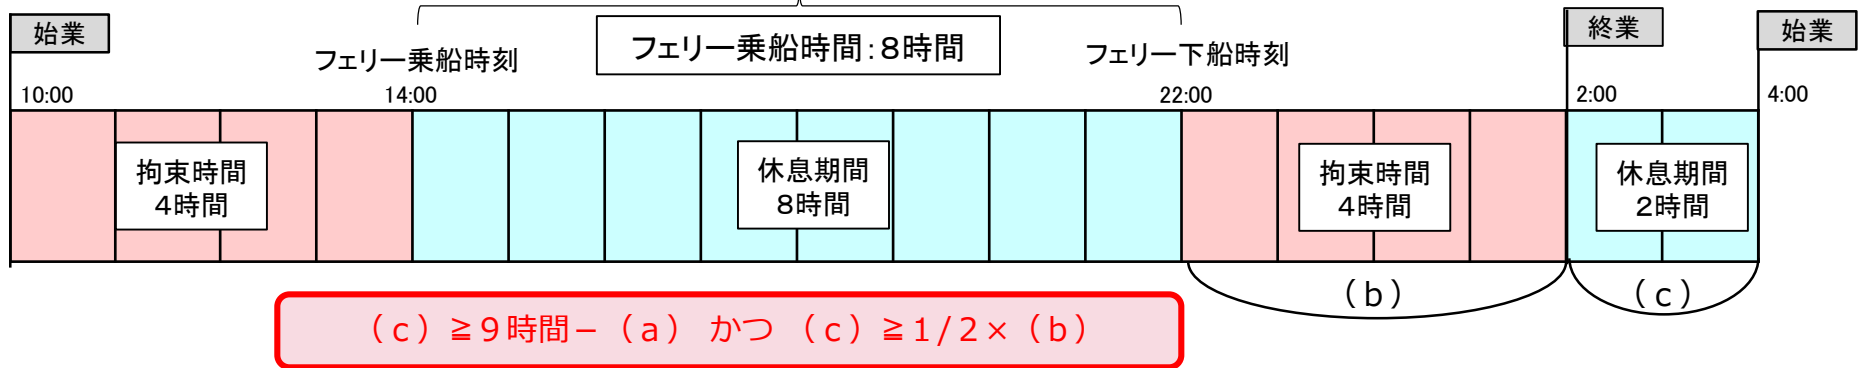 始業
フェリー乗船時刻
フェリー乗船時間：８時間
フェリー下船時刻
終業
始業
10:00
14:00
22:00
2:00
4:00
拘束時間
４時間
休息期間
８時間
拘束時間
４時間
休息期間
２時間
（ｂ）
（ｃ）
（ｃ）≧９時間－（ａ） かつ （ｃ）≧１/２×（ｂ）